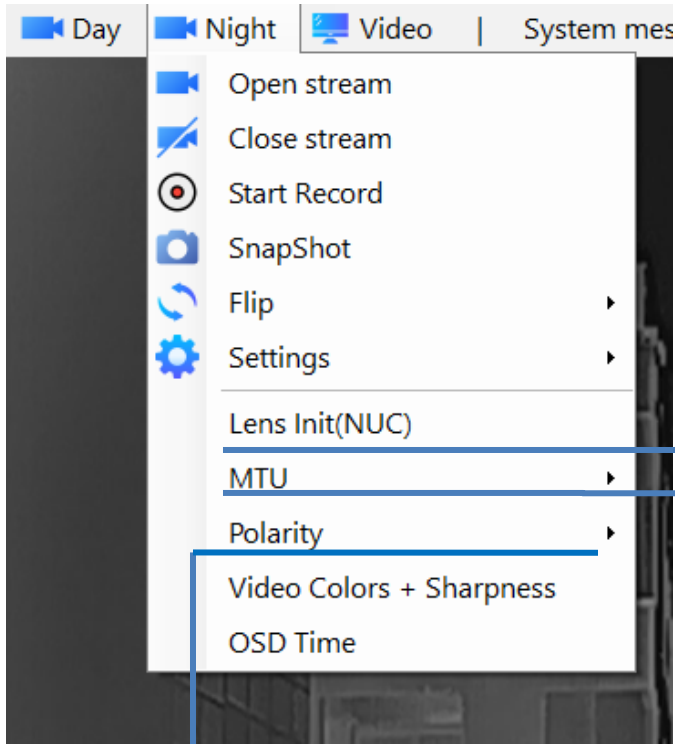 Day Night Video | System mes
Open stream
Close stream
Start Record
SnapShot
Flip
Settings
Lens Init(NUC)
MTU
Polarity
Video Colors + Sharpness
OSD Time